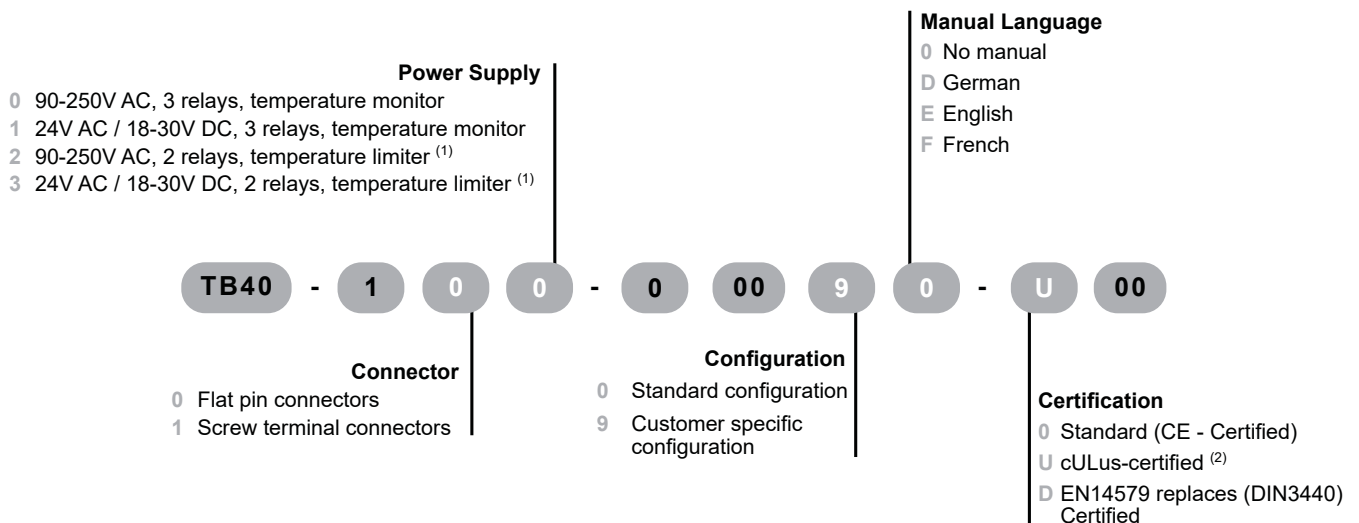 Manual Language
0 No manual
D German
E English
F French
Power Supply
0 90-250V AC, 3 relays, temperature monitor
1 24V AC / 18-30V DC, 3 relays, temperature monitor
2 90-250V AC, 2 relays, temperature limiter (1)
3 24V AC / 18-30V DC, 2 relays, temperature limiter (1)
TB40 - 1 0 0 - 0 00 9 0 - U 00
Connector
0 Flat pin connectors
1 Screw terminal connectors
Configuration
0 Standard configuration
9 Customer specific
configuration
Certification
0 Standard (CE - Certified)
U cULus-certified (2)
D EN14579 replaces (DIN3440)
Certified